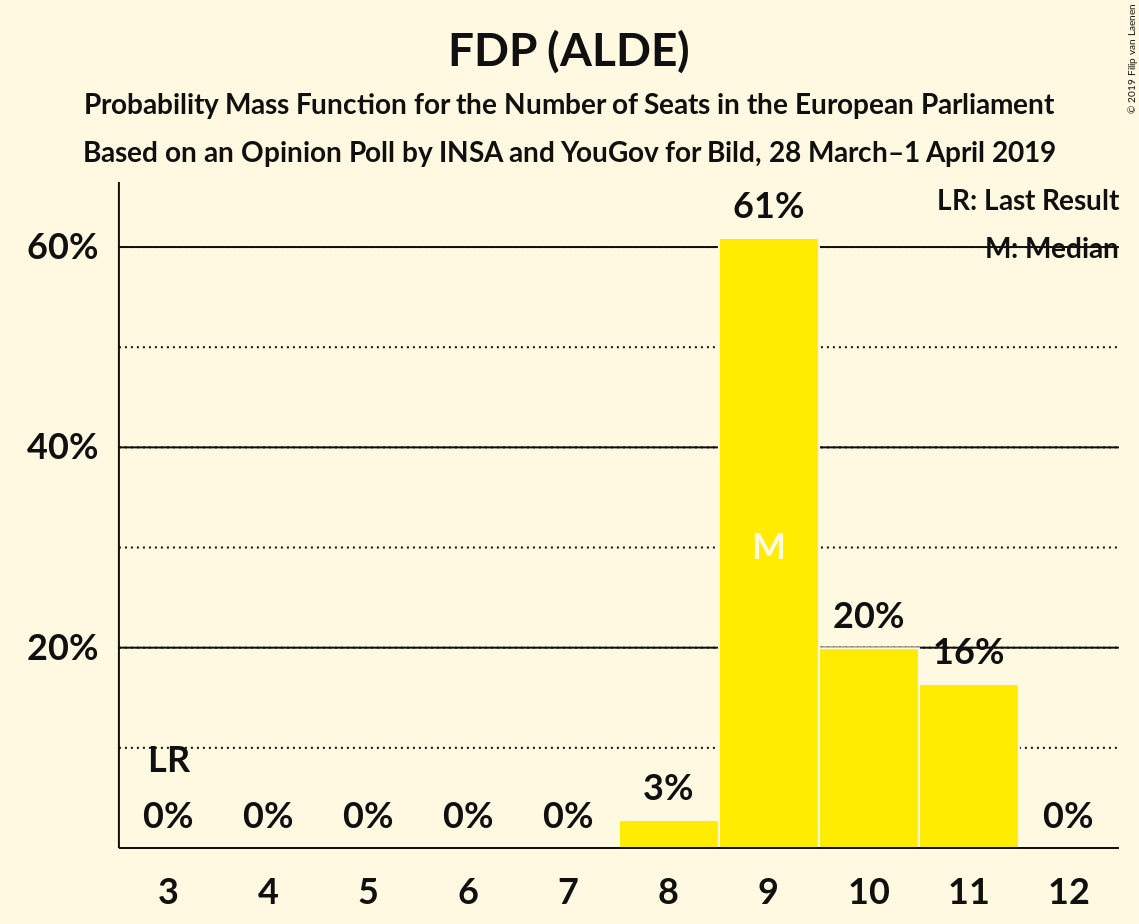 FDP (ALDE)
Probability Mass Function for the Number of Seats in the European Parliament
Based on an Opinion Poll by INSA and YouGov for Bild, 28 March–1 April 2019
© 2019 Filip van Laenen
LR: Last Result
M: Median
61%
60%
40%
M
20%
20%
16%
LR
3%
0%
0%
0%
0%
0%
0%
3
4
5
6
7
8
9
10
11
12